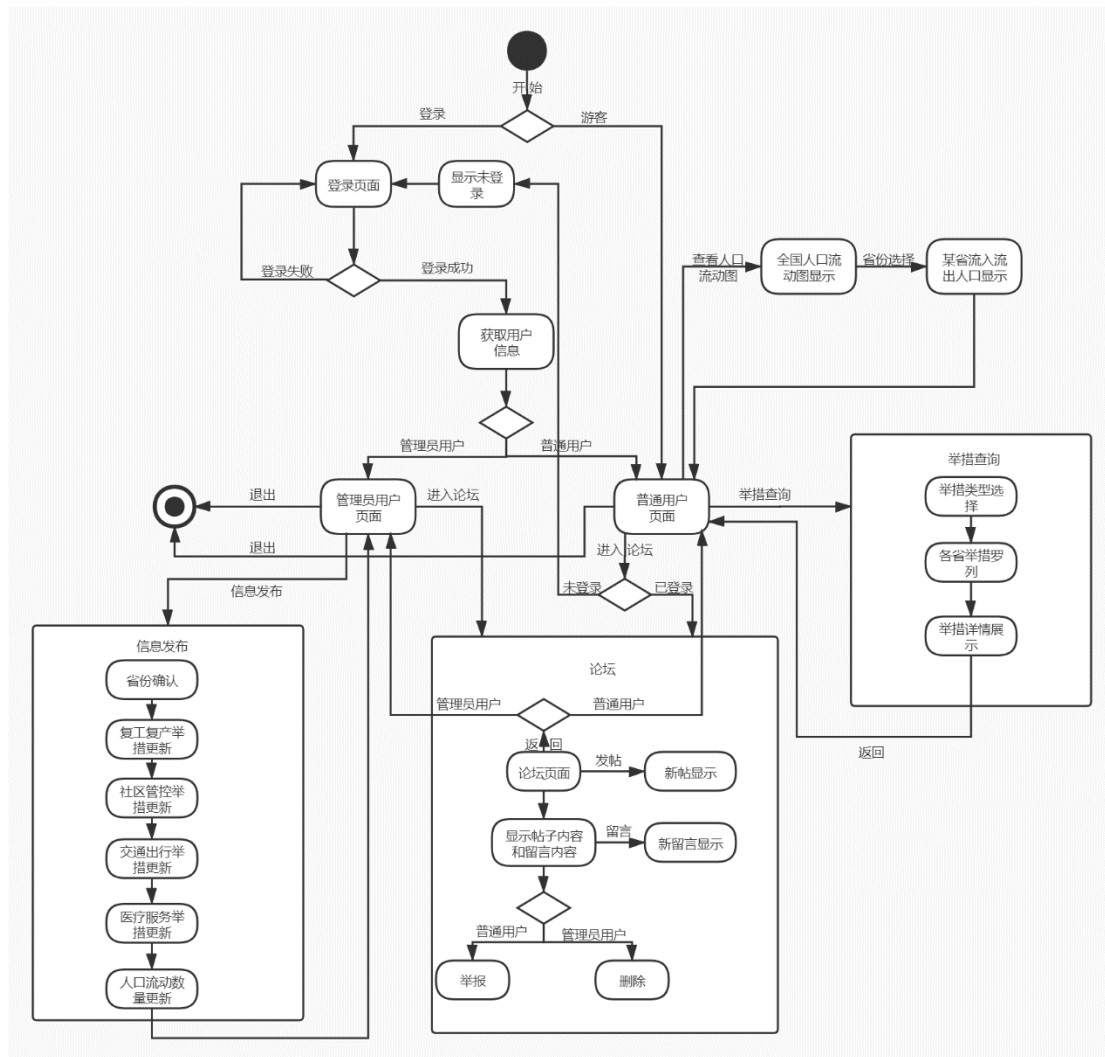 开始
登录
游客
登录页面
显示未登
录
登录失败
登录成功
查看人口
流动图
全国人口流
动图显示
省份选择
某省流入流
出人口显示
获取用户
信息
管理员用户
普通用户
退出
管理员用户
页面
进入论坛
普通用户
页面
举措查询
举措查询
举措类型选
择
各省举措罗
列
举措详情展
示
返回
退出
进入论坛
未登录
已登录
信息发布
信息发布
省份确认
复工复产举
措更新
社区管控举
措更新
交通出行举
措更新
医疗服务举
措更新
人口流动数
量更新
论坛
管理员用户
普通用户
返回
论坛页面
发帖
新帖显示
显示帖子内容
和留言内容
留言
新留言显示
普通用户
管理员用户
举报
删除